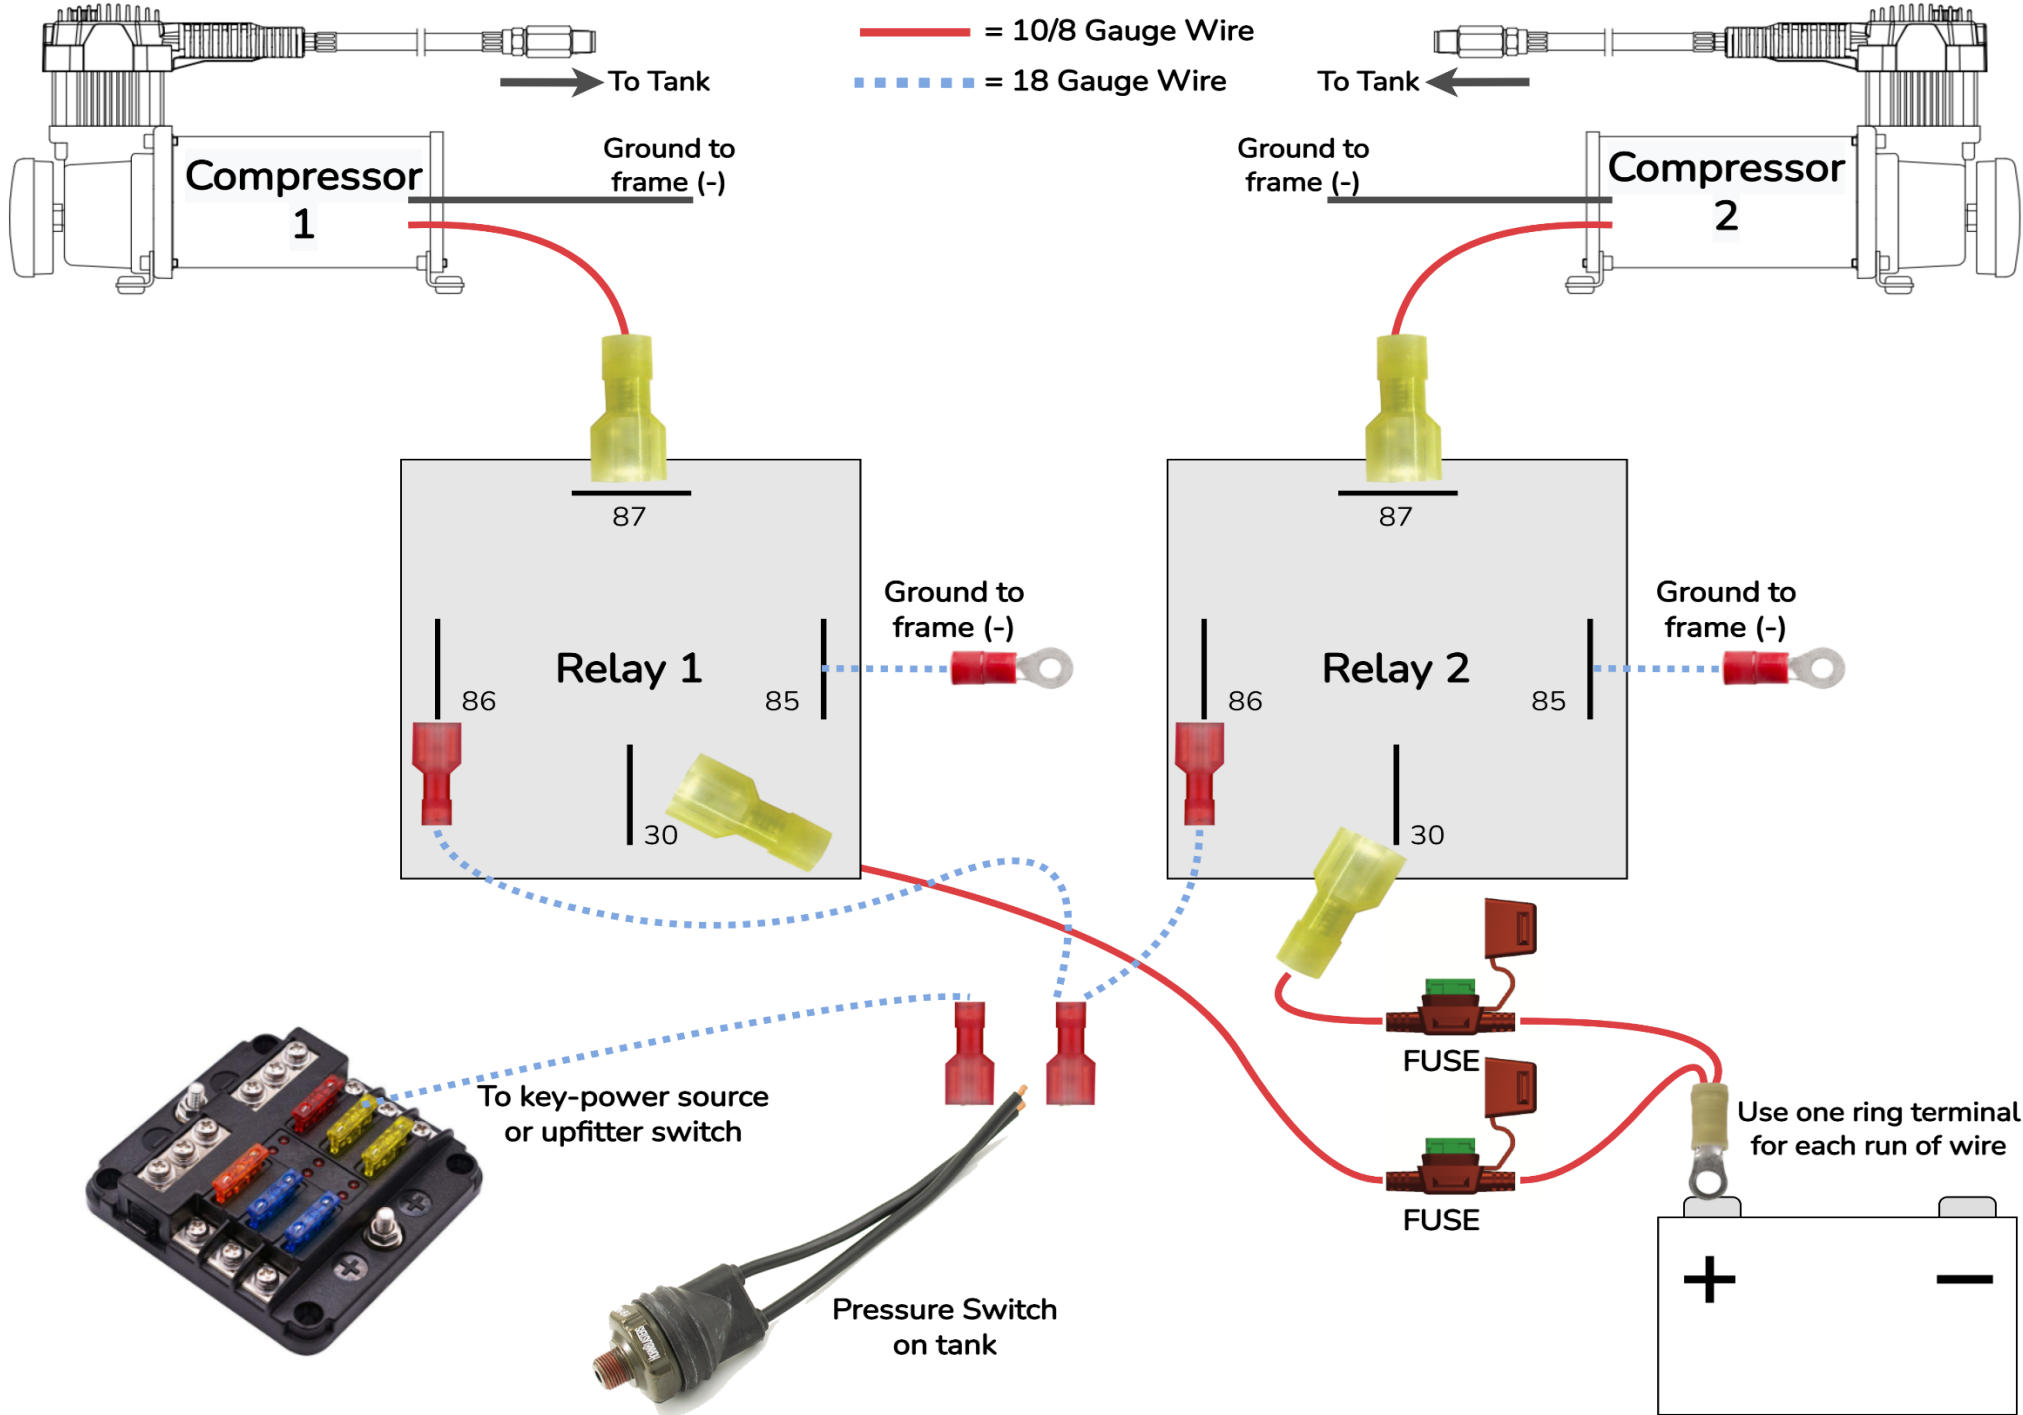 = 10/8 Gauge Wire
= 18 Gauge Wire
To Tank
To Tank
Ground to
frame (-)
Ground to
frame (-)
Compressor
1
Compressor
2
87
87
Ground to
frame (-)
Ground to
frame (-)
Relay 1
Relay 2
86
85
86
85
30
30
FUSE
To key-power source
or upfitter switch
Use one ring terminal
for each run of wire
FUSE
Pressure Switch
on tank
+
−